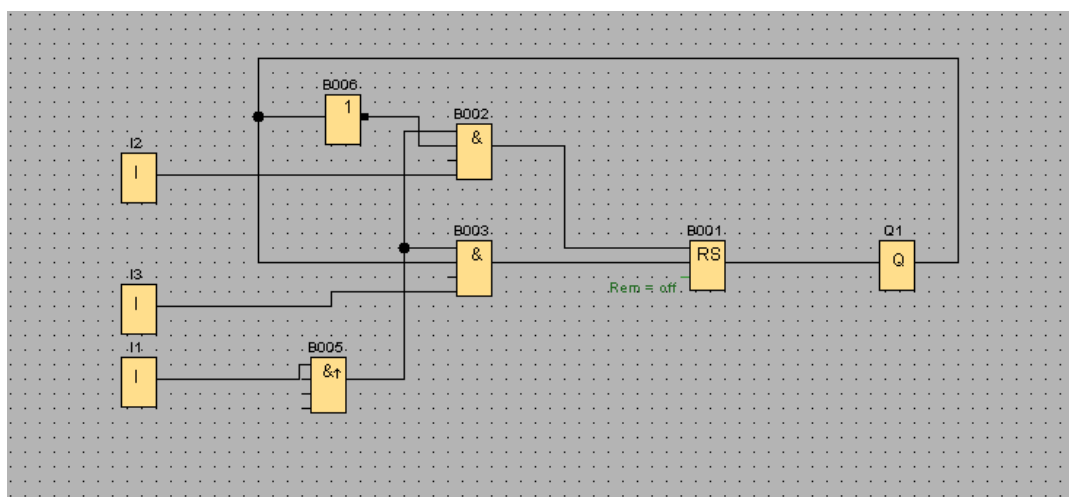 B006
1
B002
&
I2
I
B003
&
B001
RS
Q1
Q
I3
I
Rem = off
I1
I
B005
&↑